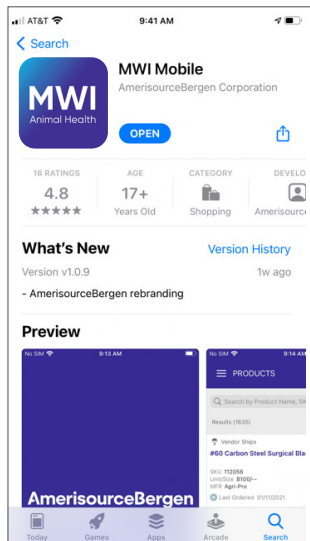 AT&T
9:41 AM
Search
MWI
Animal Health
MWI Mobile
AmerisourceBergen Corporation
OPEN
16 RATINGS
4.8
★★★★★
AGE
17+
Years Old
CATEGORY
Shopping
DEVELO
Amerisource
What's New
Version History
Version v1.0.9
1w ago
- AmerisourceBergen rebranding
Preview
No SIM
9:13 AM
AmerisourceBergen
No SIM
9:14 AM
PRODUCTS
Search by Product Name, SK
Results (1635)
Vendor Ships
#60 Carbon Steel Surgical Bla
SKU 112056
Unit/Size B100/--
MFR Agri-Pro
Last Ordered 01/11/2021
Today
Games
Apps
Arcade
Search